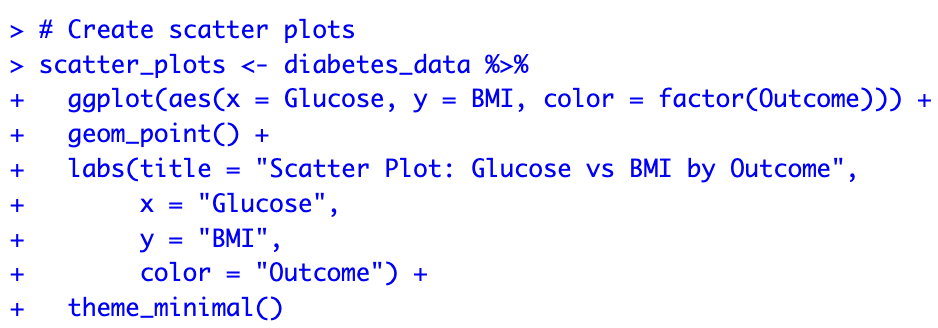 > # Create scatter plots
> scatter_plots <- diabetes_data %>%
+   ggplot(aes(x = Glucose, y = BMI, color = factor(Outcome))) +
+   geom_point() +
+   labs(title = "Scatter Plot: Glucose vs BMI by Outcome",
+        x = "Glucose",
+        y = "BMI",
+        color = "Outcome") +
+   theme_minimal()